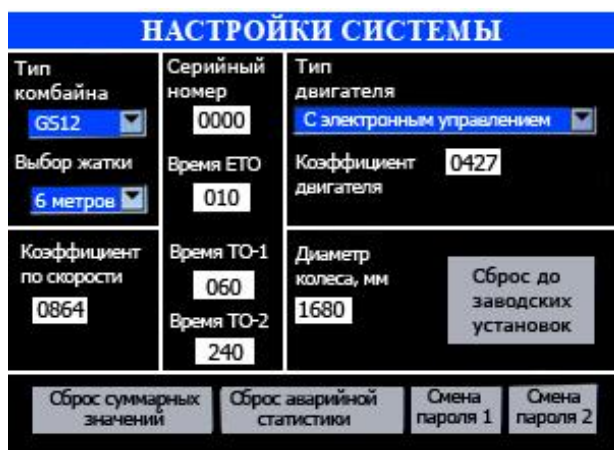 НАСТРОЙКИ СИСТЕМЫ
Тип
комбайна
GS12
Выбор жатки
6 метров
Серийный
номер
0000
Время ЕТО
010
Тип
двигателя
С электронным управлением
Коэффициент
двигателя
0427
Коэффициент
по скорости
0864
Время ТО-1
060
Время ТО-2
240
Диаметр
колеса, мм
1680
Сброс до
заводских
установок
Сброс суммарных
значений
Сброс аварийной
статистики
Смена
пароля 1
Смена
пароля 2